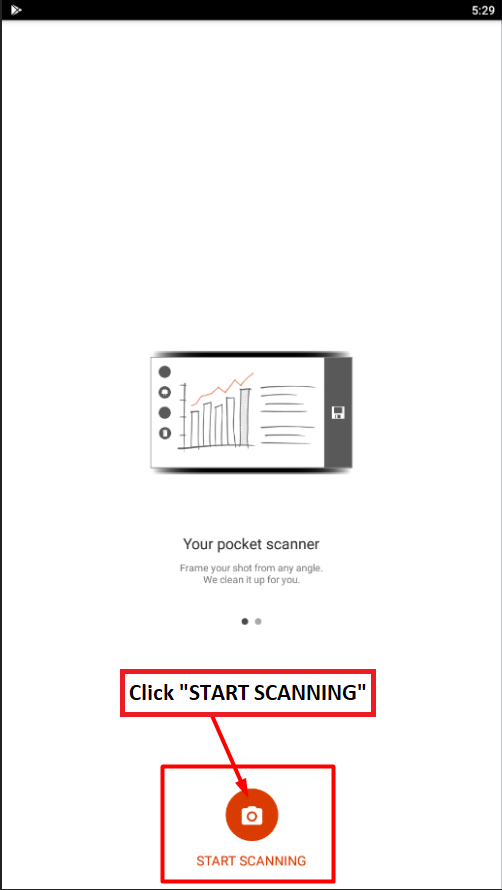 5:29
Your pocket scanner
Frame your shot from any angle.
We clean it up for you.
Click "START SCANNING"
START SCANNING